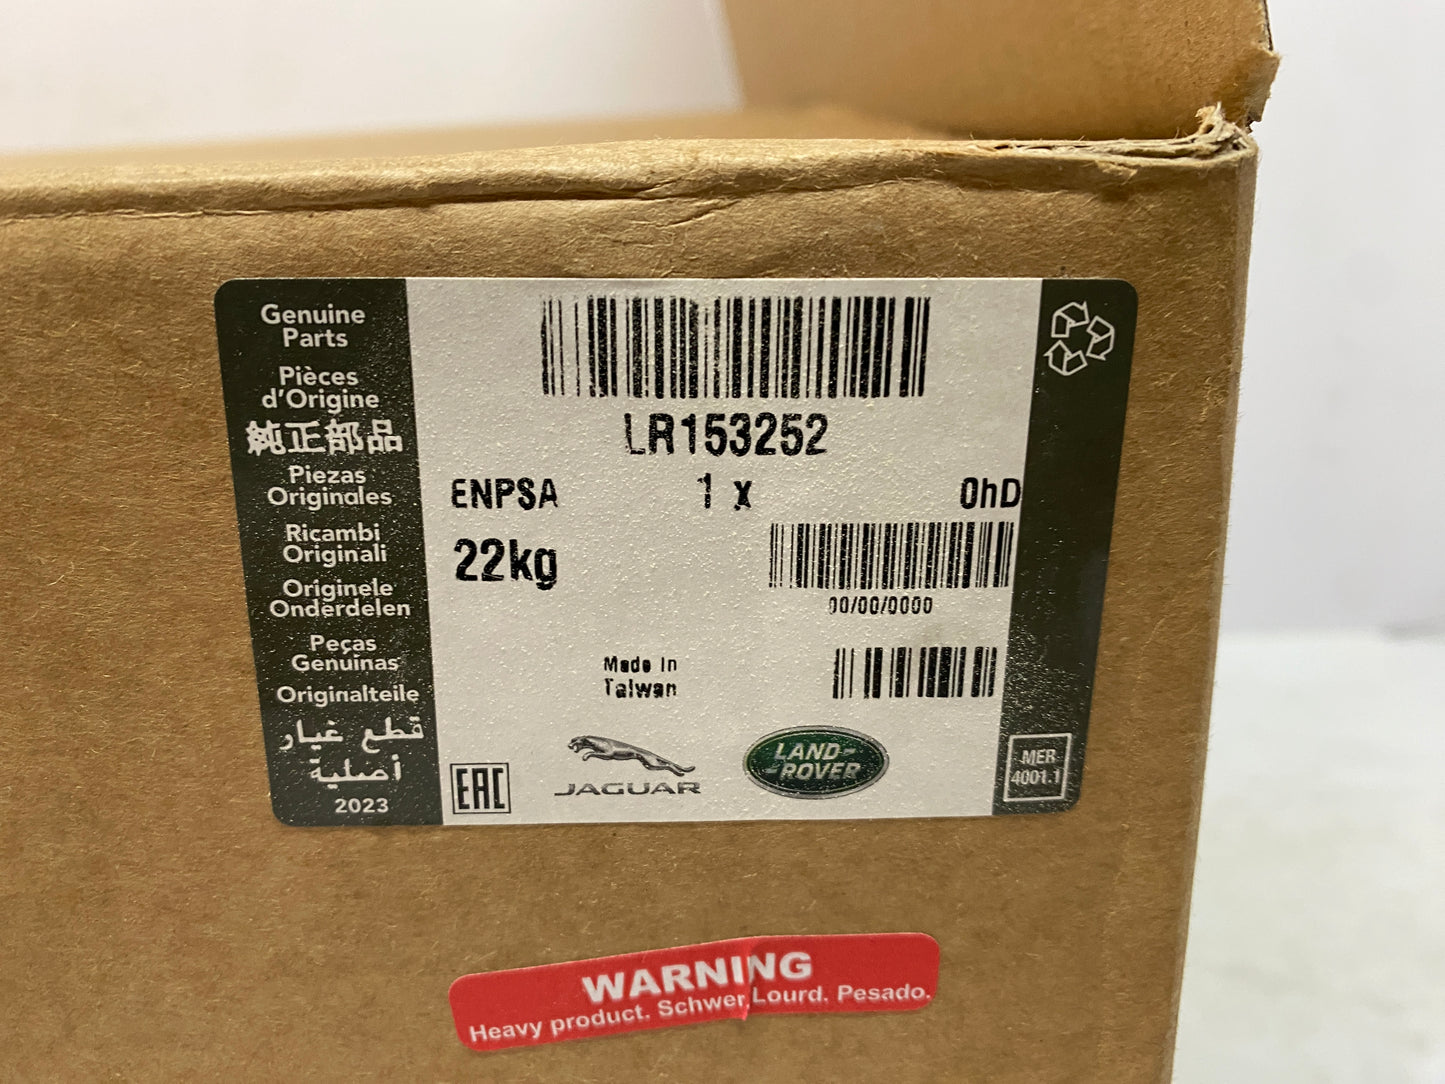 Genuine
Parts
Pièces
d'Origine
純正部品
Piezas
Originales
Ricambi
Originali
Originele
Onderdelen
Peças
Genuinas
Originalteile
قطع غيار
أصلية
2023
LR153252
ENPSA 1 x 0hD
22kg
00/00/0000
Made In
Taiwan
EAC
JAGUAR
LAND-
-ROVER
MER
4001.1
WARNING
Heavy product. Schwer, Lourd. Pesado.